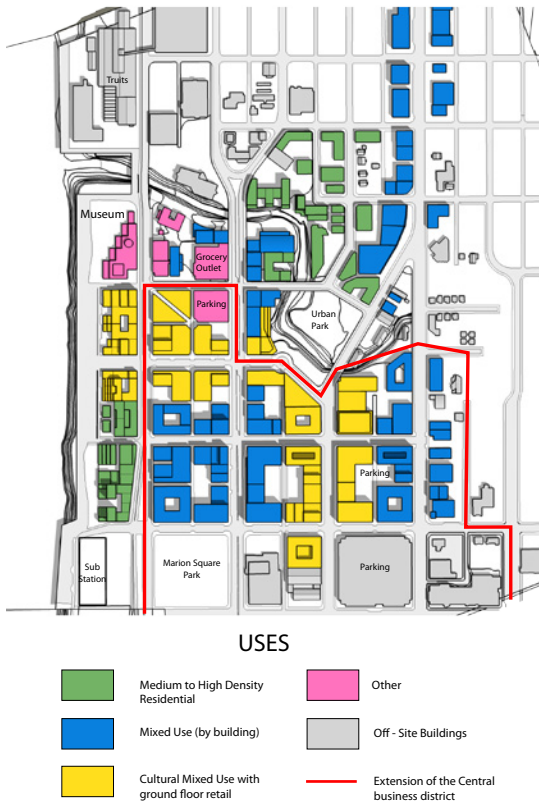 Truits
Museum
Grocery
Outlet
Parking
Urban
Park
Parking
Sub
Station
Marion Square
Park
Parking
USES
Medium to High Density
Residential
Other
Mixed Use (by building)
Off - Site Buildings
Cultural Mixed Use with
ground floor retail
Extension of the Central
business district